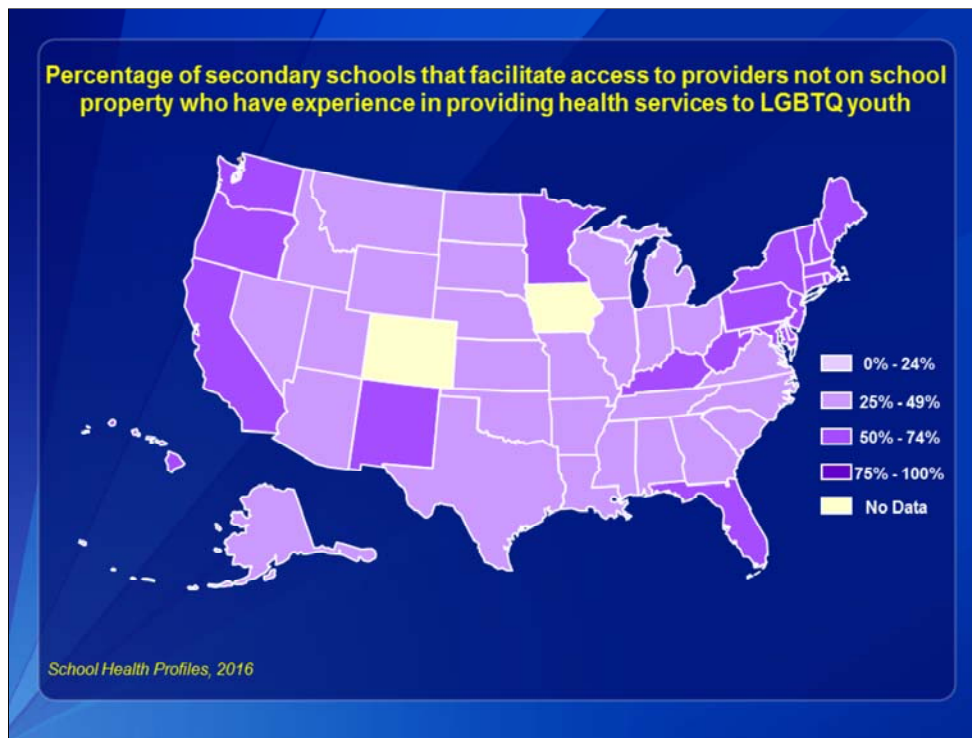 Percentage of secondary schools that facilitate access to providers not on school
property who have experience in providing health services to LGBTQ youth
0% - 24%
25% - 49%
50% - 74%
75% - 100%
No Data
School Health Profiles, 2016